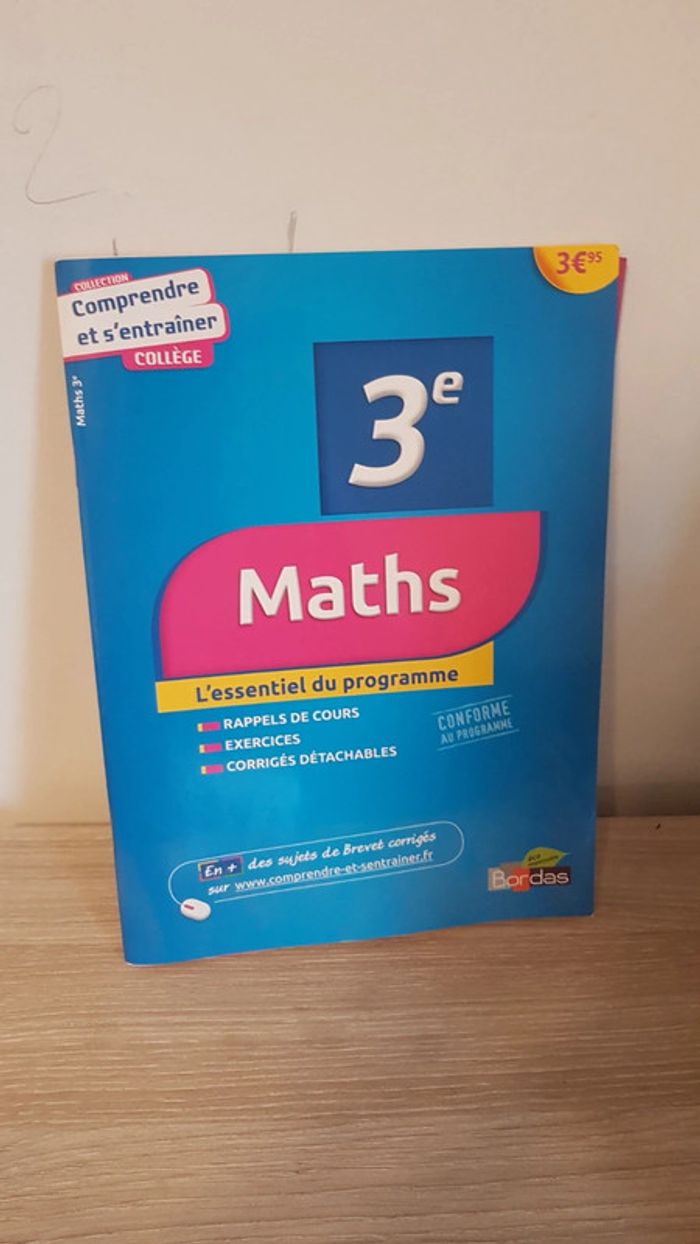 COLLECTION
Comprendre
et s'entraîner
COLLÈGE
3€95
Maths 3e
3e
Maths
L'essentiel du programme
RAPPELS DE COURS
EXERCICES
CORRIGÉS DÉTACHABLES
CONFORME
AU PROGRAMME
En + des sujets de Brevet corrigés
sur www.comprendre-et-sentrainer.fr
Bordas
2